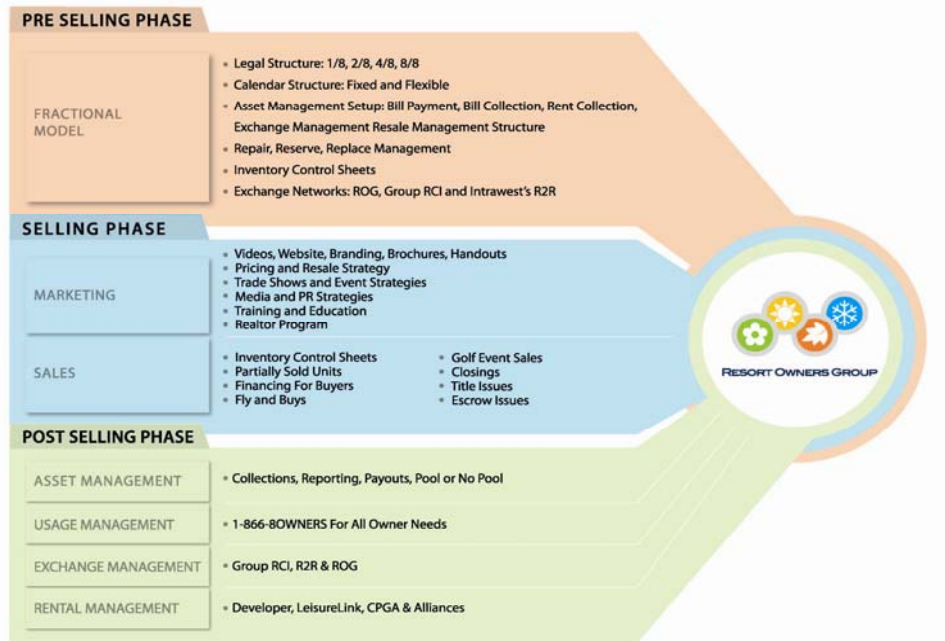 PRE SELLING PHASE
FRACTIONAL
MODEL
• Legal Structure: 1/8, 2/8, 4/8, 8/8
• Calendar Structure: Fixed and Flexible
• Asset Management Setup: Bill Payment, Bill Collection, Rent Collection,
Exchange Management Resale Management Structure
• Repair, Reserve, Replace Management
• Inventory Control Sheets
• Exchange Networks: ROG, Group RCI and Intrawest's R2R
SELLING PHASE
MARKETING
• Videos, Website, Branding, Brochures, Handouts
• Pricing and Resale Strategy
• Trade Shows and Event Strategies
• Media and PR Strategies
• Training and Education
• Realtor Program
SALES
• Inventory Control Sheets
• Partially Sold Units
• Financing For Buyers
• Fly and Buys
• Golf Event Sales
• Closings
• Title Issues
• Escrow Issues
RESORT OWNERS GROUP
POST SELLING PHASE
ASSET MANAGEMENT
• Collections, Reporting, Payouts, Pool or No Pool
USAGE MANAGEMENT
• 1-866-8OWNERS For All Owner Needs
EXCHANGE MANAGEMENT
• Group RCI, R2R & ROG
RENTAL MANAGEMENT
• Developer, LeisureLink, CPGA & Alliances